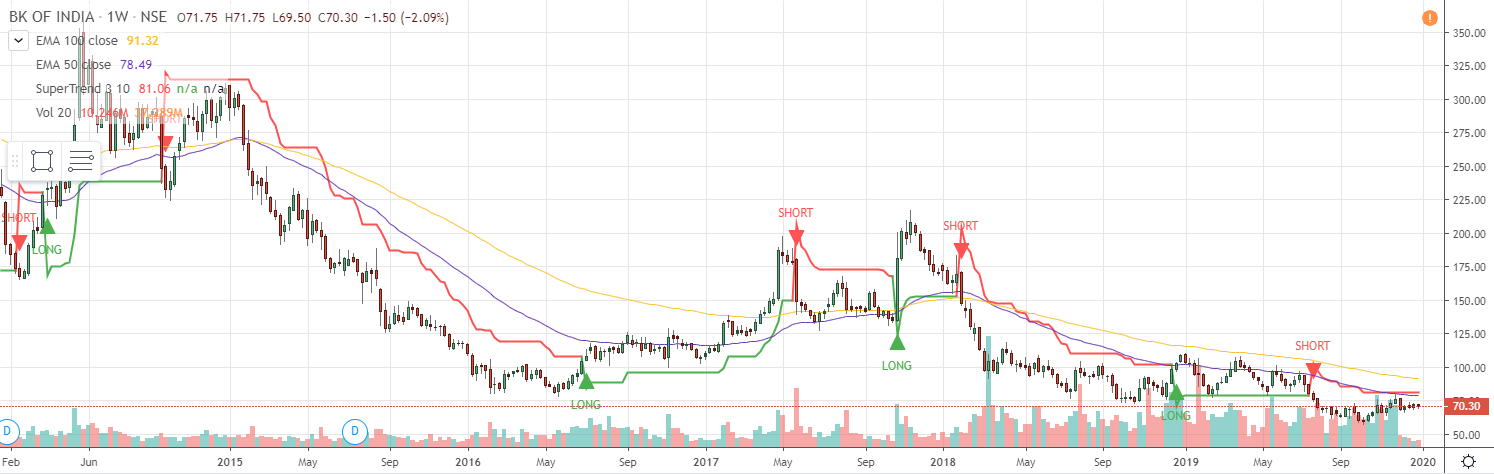 BK OF INDIA · 1W · NSE O71.75 H71.75 L69.50 C70.30 −1.50 (−2.09%)
EMA 100 close 91.32
EMA 50 close 78.49
SuperTrend 3 10 81.06 n/a n/a
Vol 20 10.246M 37.289M
SHORT
SHORT
LONG
SHORT
SHORT
SHORT
LONG
LONG
LONG
350.00
325.00
300.00
275.00
250.00
225.00
200.00
175.00
150.00
125.00
100.00
70.30
50.00
D
D
Feb Jun 2015 May Sep 2016 May Sep 2017 May Sep 2018 May Sep 2019 May Sep 2020